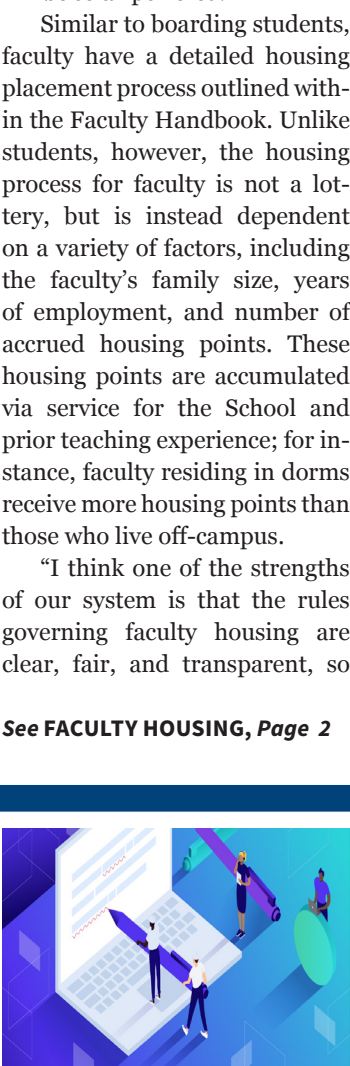 Similar to boarding students,
faculty have a detailed housing
placement process outlined with-
in the Faculty Handbook. Unlike
students, however, the housing
process for faculty is not a lot-
tery, but is instead dependent
on a variety of factors, including
the faculty’s family size, years
of employment, and number of
accrued housing points. These
housing points are accumulated
via service for the School and
prior teaching experience; for in-
stance, faculty residing in dorms
receive more housing points than
those who live off-campus.
“I think one of the strengths
of our system is that the rules
governing faculty housing are
clear, fair, and transparent, so
See FACULTY HOUSING, Page 2